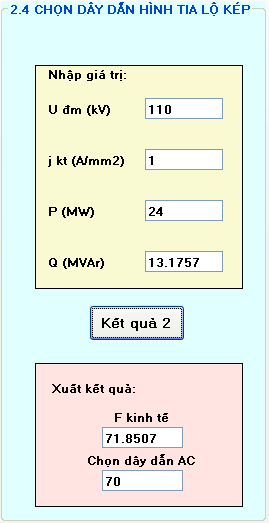 2.4 CHỌN DÂY DẪN HÌNH TIA LỘ KÉP
Nhập giá trị:
U đm (kV) 110
j kt (A/mm2) 1
P (MW) 24
Q (MVAr) 13.1757
Kết quả 2
Xuất kết quả:
F kinh tế
71.8507
Chọn dây dẫn AC
70